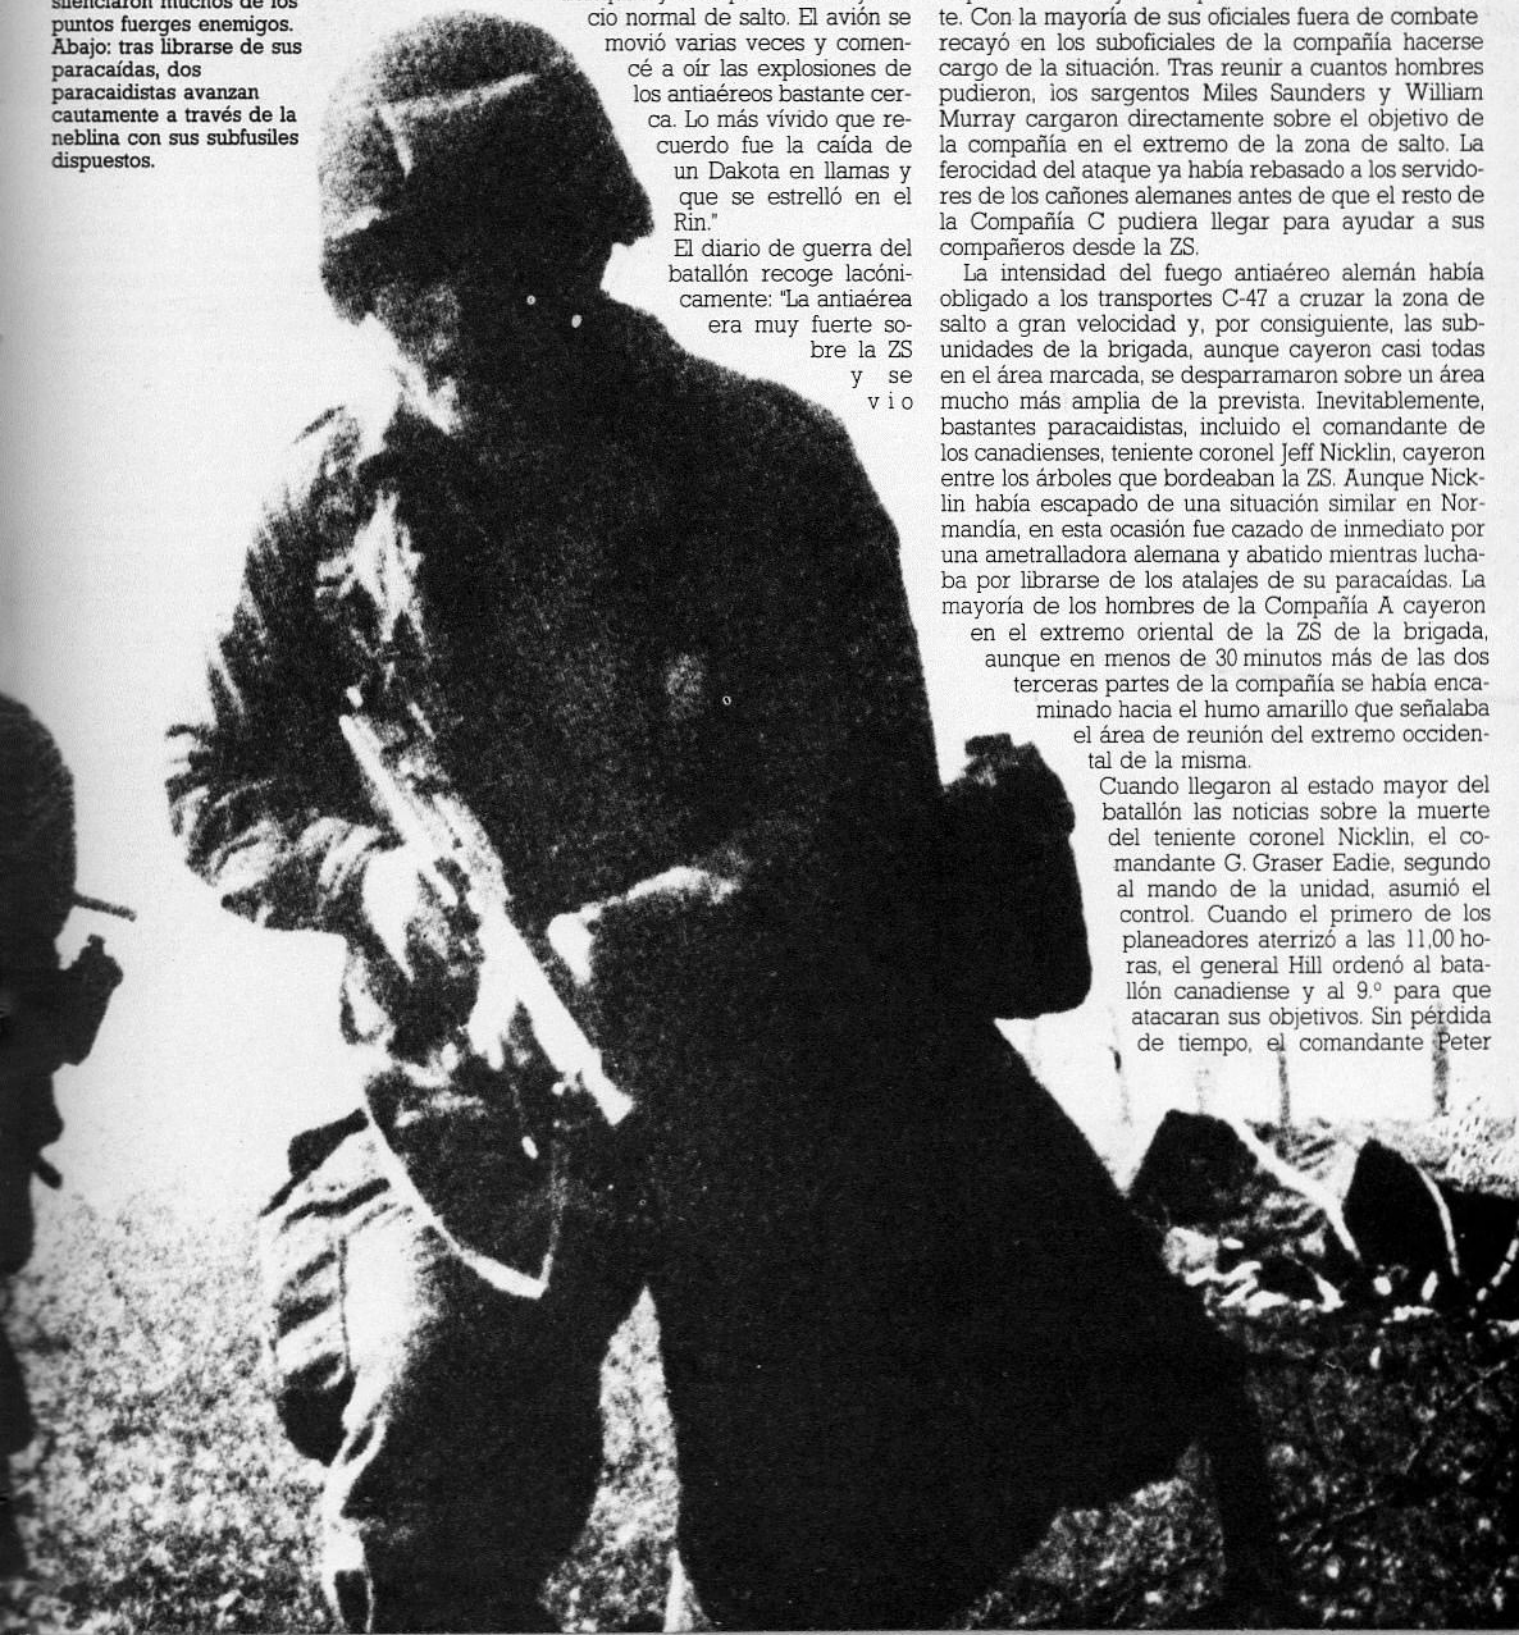 silenciaron muchos de los
puntos fuerges enemigos.
Abajo: tras librarse de sus
paracaídas, dos
paracaidistas avanzan
cautamente a través de la
neblina con sus subfusiles
dispuestos.
cio normal de salto. El avión se
movió varias veces y comen-
cé a oír las explosiones de
los antiaéreos bastante cer-
ca. Lo más vívido que re-
cuerdo fue la caída de
un Dakota en llamas y
que se estrelló en el
Rin."
El diario de guerra del
batallón recoge lacóni-
camente: "La antiaérea
era muy fuerte so-
bre la ZS
y se
vio
te. Con la mayoría de sus oficiales fuera de combate
recayó en los suboficiales de la compañía hacerse
cargo de la situación. Tras reunir a cuantos hombres
pudieron, los sargentos Miles Saunders y William
Murray cargaron directamente sobre el objetivo de
la compañía en el extremo de la zona de salto. La
ferocidad del ataque ya había rebasado a los servido-
res de los cañones alemanes antes de que el resto de
la Compañía C pudiera llegar para ayudar a sus
compañeros desde la ZS.
La intensidad del fuego antiaéreo alemán había
obligado a los transportes C-47 a cruzar la zona de
salto a gran velocidad y, por consiguiente, las sub-
unidades de la brigada, aunque cayeron casi todas
en el área marcada, se desparramaron sobre un área
mucho más amplia de la prevista. Inevitablemente,
bastantes paracaidistas, incluido el comandante de
los canadienses, teniente coronel Jeff Nicklin, cayeron
entre los árboles que bordeaban la ZS. Aunque Nick-
lin había escapado de una situación similar en Nor-
mandía, en esta ocasión fue cazado de inmediato por
una ametralladora alemana y abatido mientras lucha-
ba por librarse de los atalajes de su paracaídas. La
mayoría de los hombres de la Compañía A cayeron
en el extremo oriental de la ZS de la brigada,
aunque en menos de 30 minutos más de las dos
terceras partes de la compañía se había enca-
minado hacia el humo amarillo que señalaba
el área de reunión del extremo occiden-
tal de la misma.
Cuando llegaron al estado mayor del
batallón las noticias sobre la muerte
del teniente coronel Nicklin, el co-
mandante G. Graser Eadie, segundo
al mando de la unidad, asumió el
control. Cuando el primero de los
planeadores aterrizó a las 11,00 ho-
ras, el general Hill ordenó al bata-
llón canadiense y al 9.º para que
atacaran sus objetivos. Sin pérdida
de tiempo, el comandante Peter